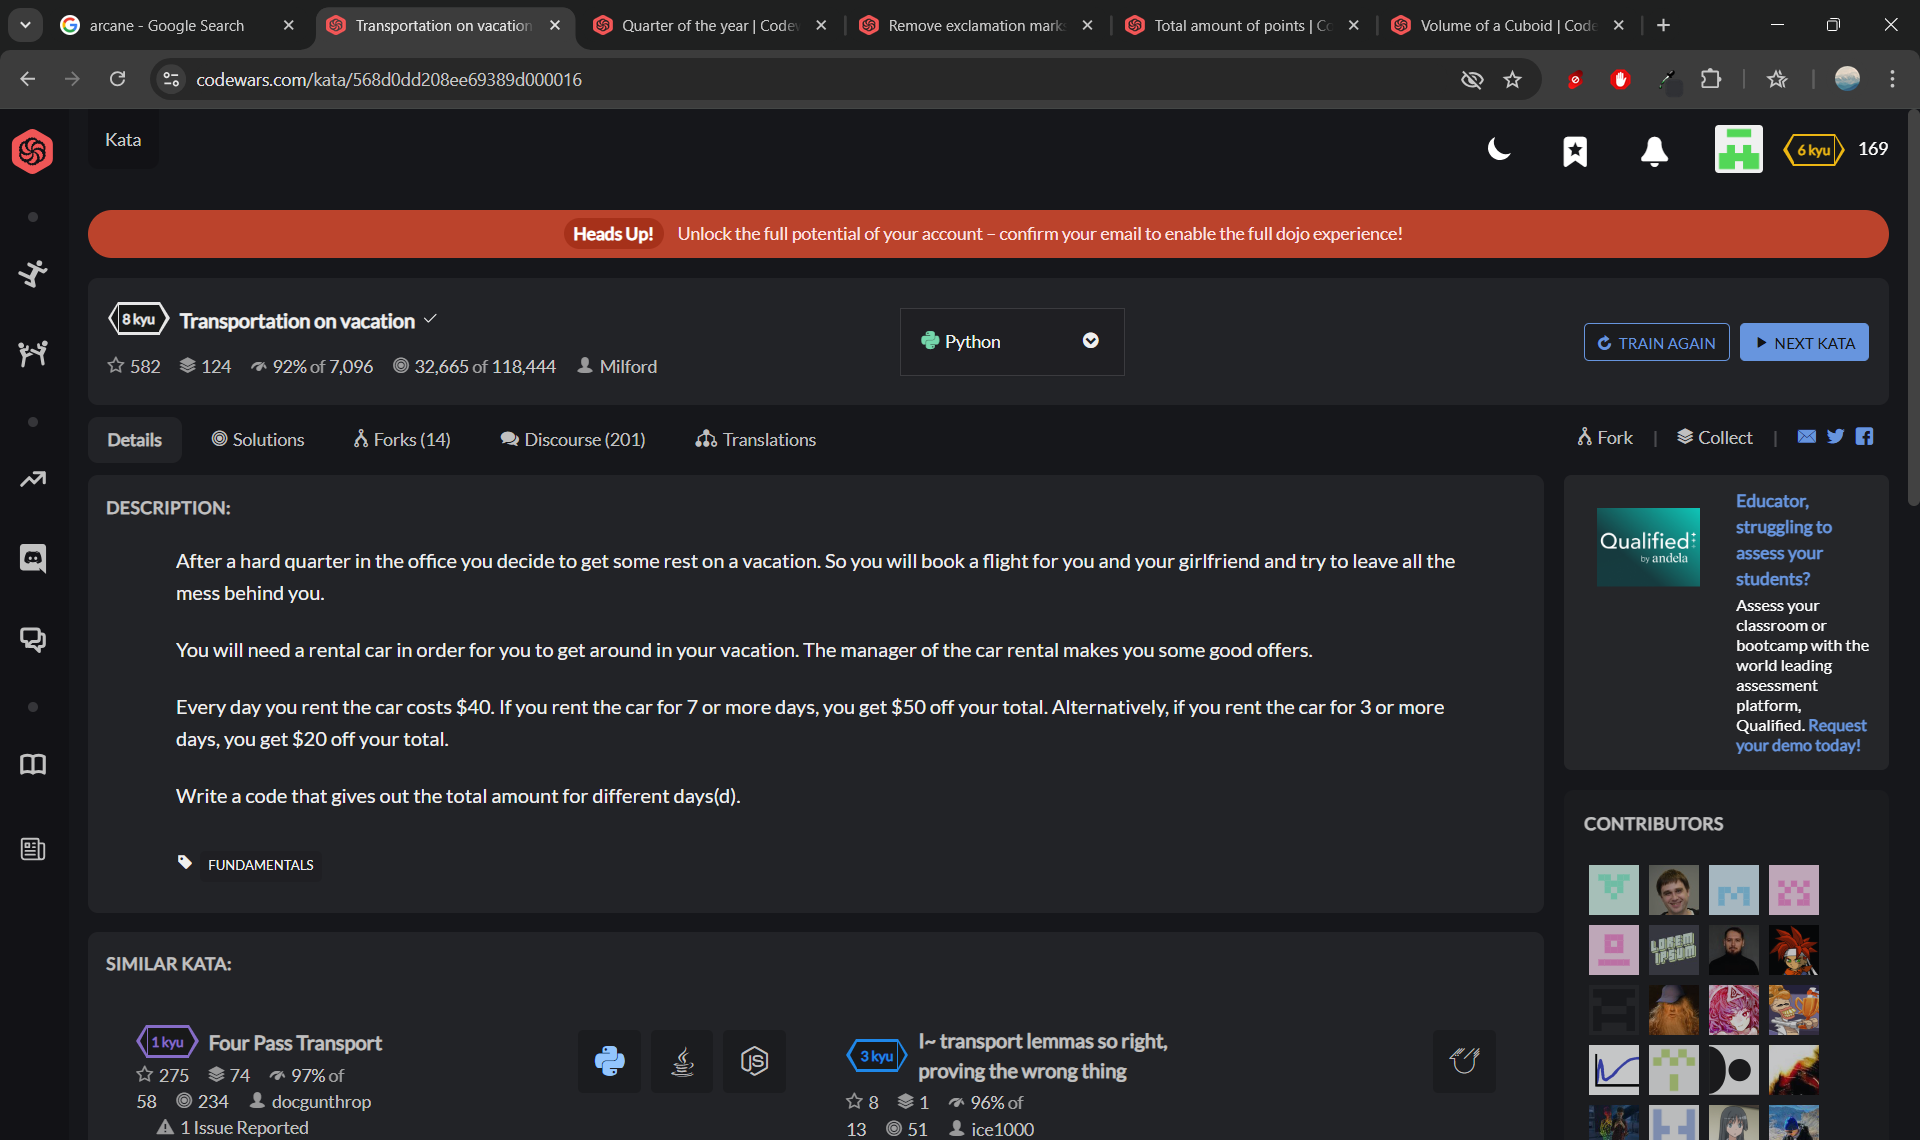 arcane - Google Search
Transportation on vacation
Quarter of the year | Codew
Remove exclamation marks
Total amount of points | Co
Volume of a Cuboid | Code
codewars.com/kata/568d0dd208ee69389d000016
Kata
6 kyu
169
Heads Up! Unlock the full potential of your account – confirm your email to enable the full dojo experience!
8 kyu Transportation on vacation
582 124 92% of 7,096 32,665 of 118,444 Milford
Python
TRAIN AGAIN
NEXT KATA
Details
Solutions
Forks (14)
Discourse (201)
Translations
Fork | Collect |
DESCRIPTION:
After a hard quarter in the office you decide to get some rest on a vacation. So you will book a flight for you and your girlfriend and try to leave all the
mess behind you.
You will need a rental car in order for you to get around in your vacation. The manager of the car rental makes you some good offers.
Every day you rent the car costs $40. If you rent the car for 7 or more days, you get $50 off your total. Alternatively, if you rent the car for 3 or more
days, you get $20 off your total.
Write a code that gives out the total amount for different days(d).
FUNDAMENTALS
Qualified
by andela
Educator,
struggling to
assess your
students?
Assess your
classroom or
bootcamp with the
world leading
assessment
platform,
Qualified. Request
your demo today!
CONTRIBUTORS
LOREM
IPSUM
SIMILAR KATA:
1 kyu Four Pass Transport
275 74 97% of
58 234 docgunthrop
1 Issue Reported
JS
3 kyu
I~ transport lemmas so right,
proving the wrong thing
8 1 96% of
13 51 ice1000